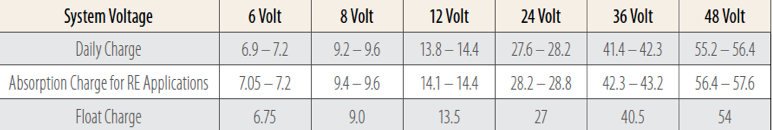 System Voltage 6 Volt 8 Volt 12 Volt 24 Volt 36 Volt 48 Volt
Daily Charge 6.9 – 7.2 9.2 – 9.6 13.8 – 14.4 27.6 – 28.2 41.4 – 42.3 55.2 – 56.4
Absorption Charge for RE Applications 7.05 – 7.2 9.4 – 9.6 14.1 – 14.4 28.2 – 28.8 42.3 – 43.2 56.4 – 57.6
Float Charge 6.75 9.0 13.5 27 40.5 54